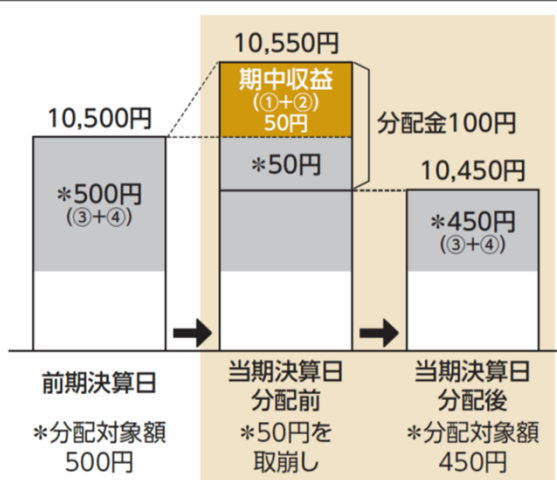 10,550円
期中収益
(①+②)
50円
分配金100円
10,500円
*500円
(③+④)
*50円
10,450円
*450円
(③+④)
前期決算日
*分配対象額
500円
当期決算日
分配前
*50円を
取崩し
当期決算日
分配後
*分配対象額
450円